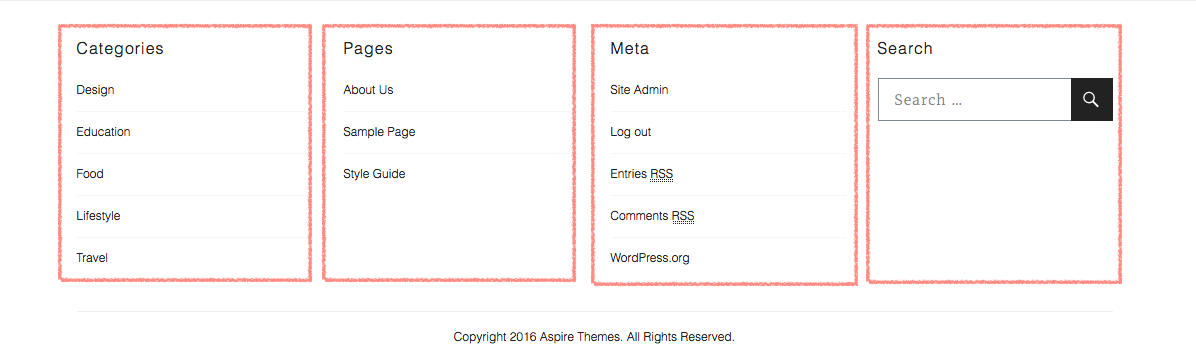 Categories
Design
Education
Food
Lifestyle
Travel
Pages
About Us
Sample Page
Style Guide
Meta
Site Admin
Log out
Entries RSS
Comments RSS
WordPress.org
Search
Search ...
Copyright 2016 Aspire Themes. All Rights Reserved.